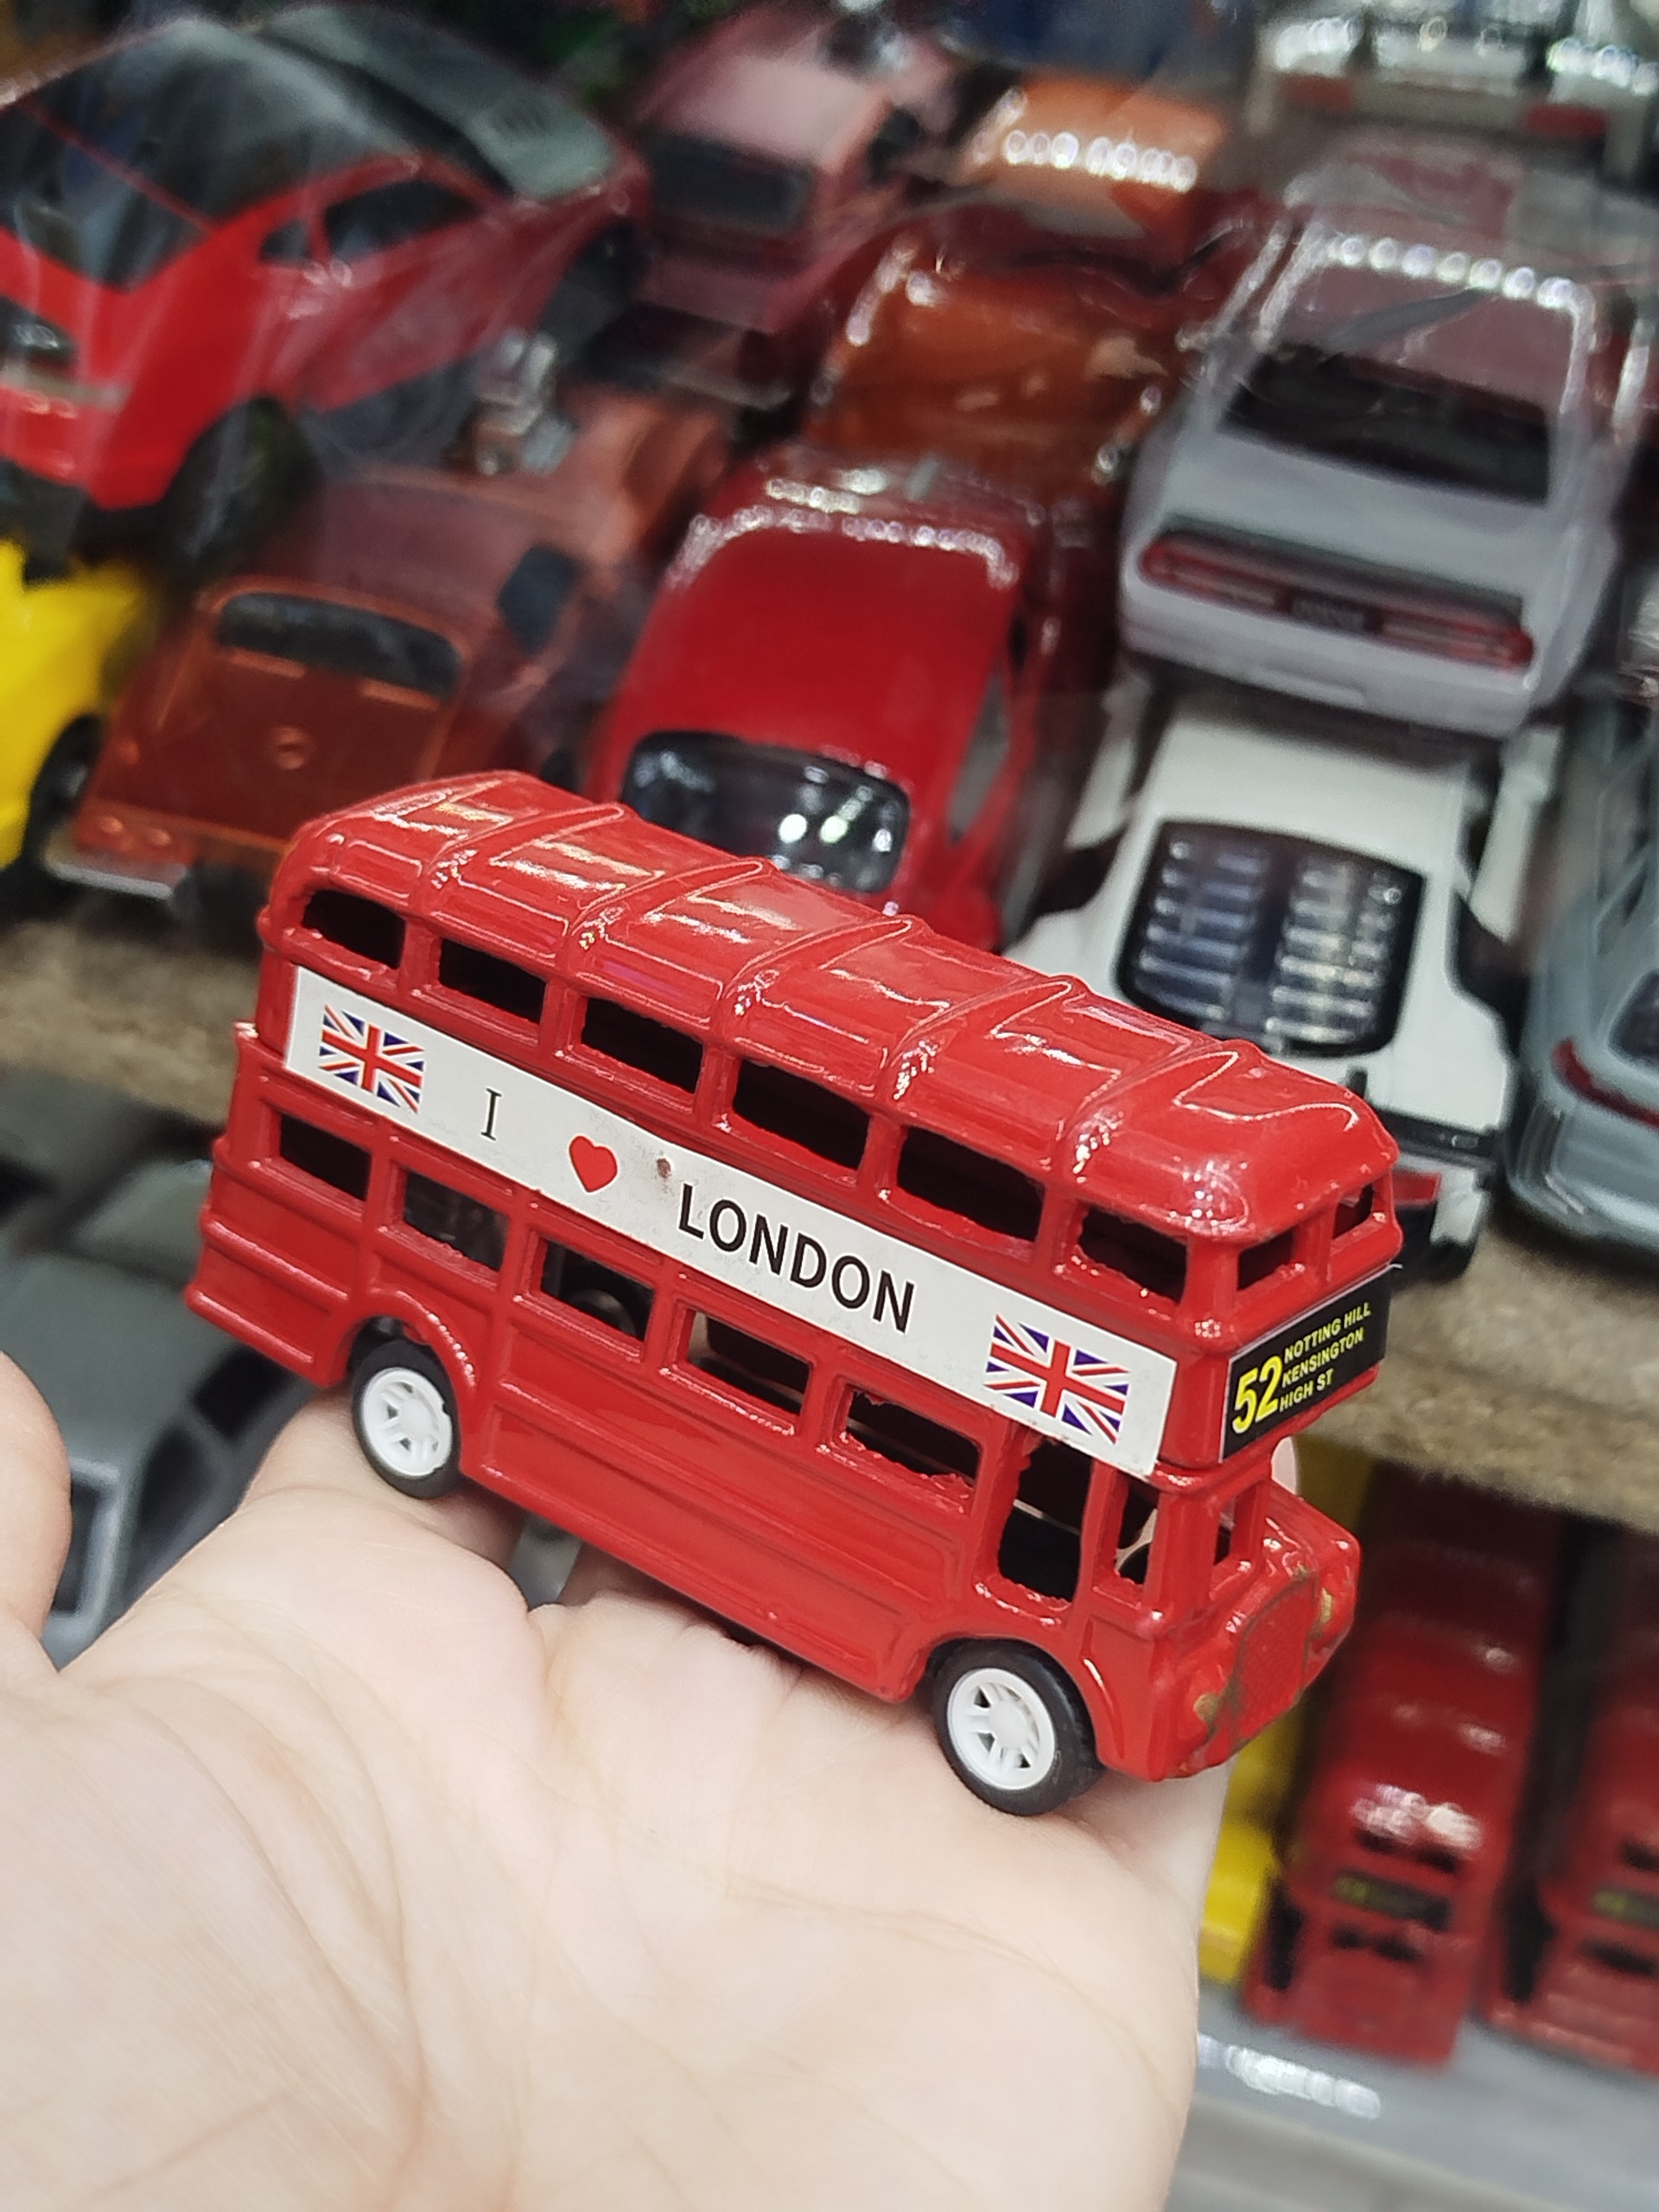 I ❤ LONDON
52
NOTTING HILL
KENSINGTON
HIGH ST